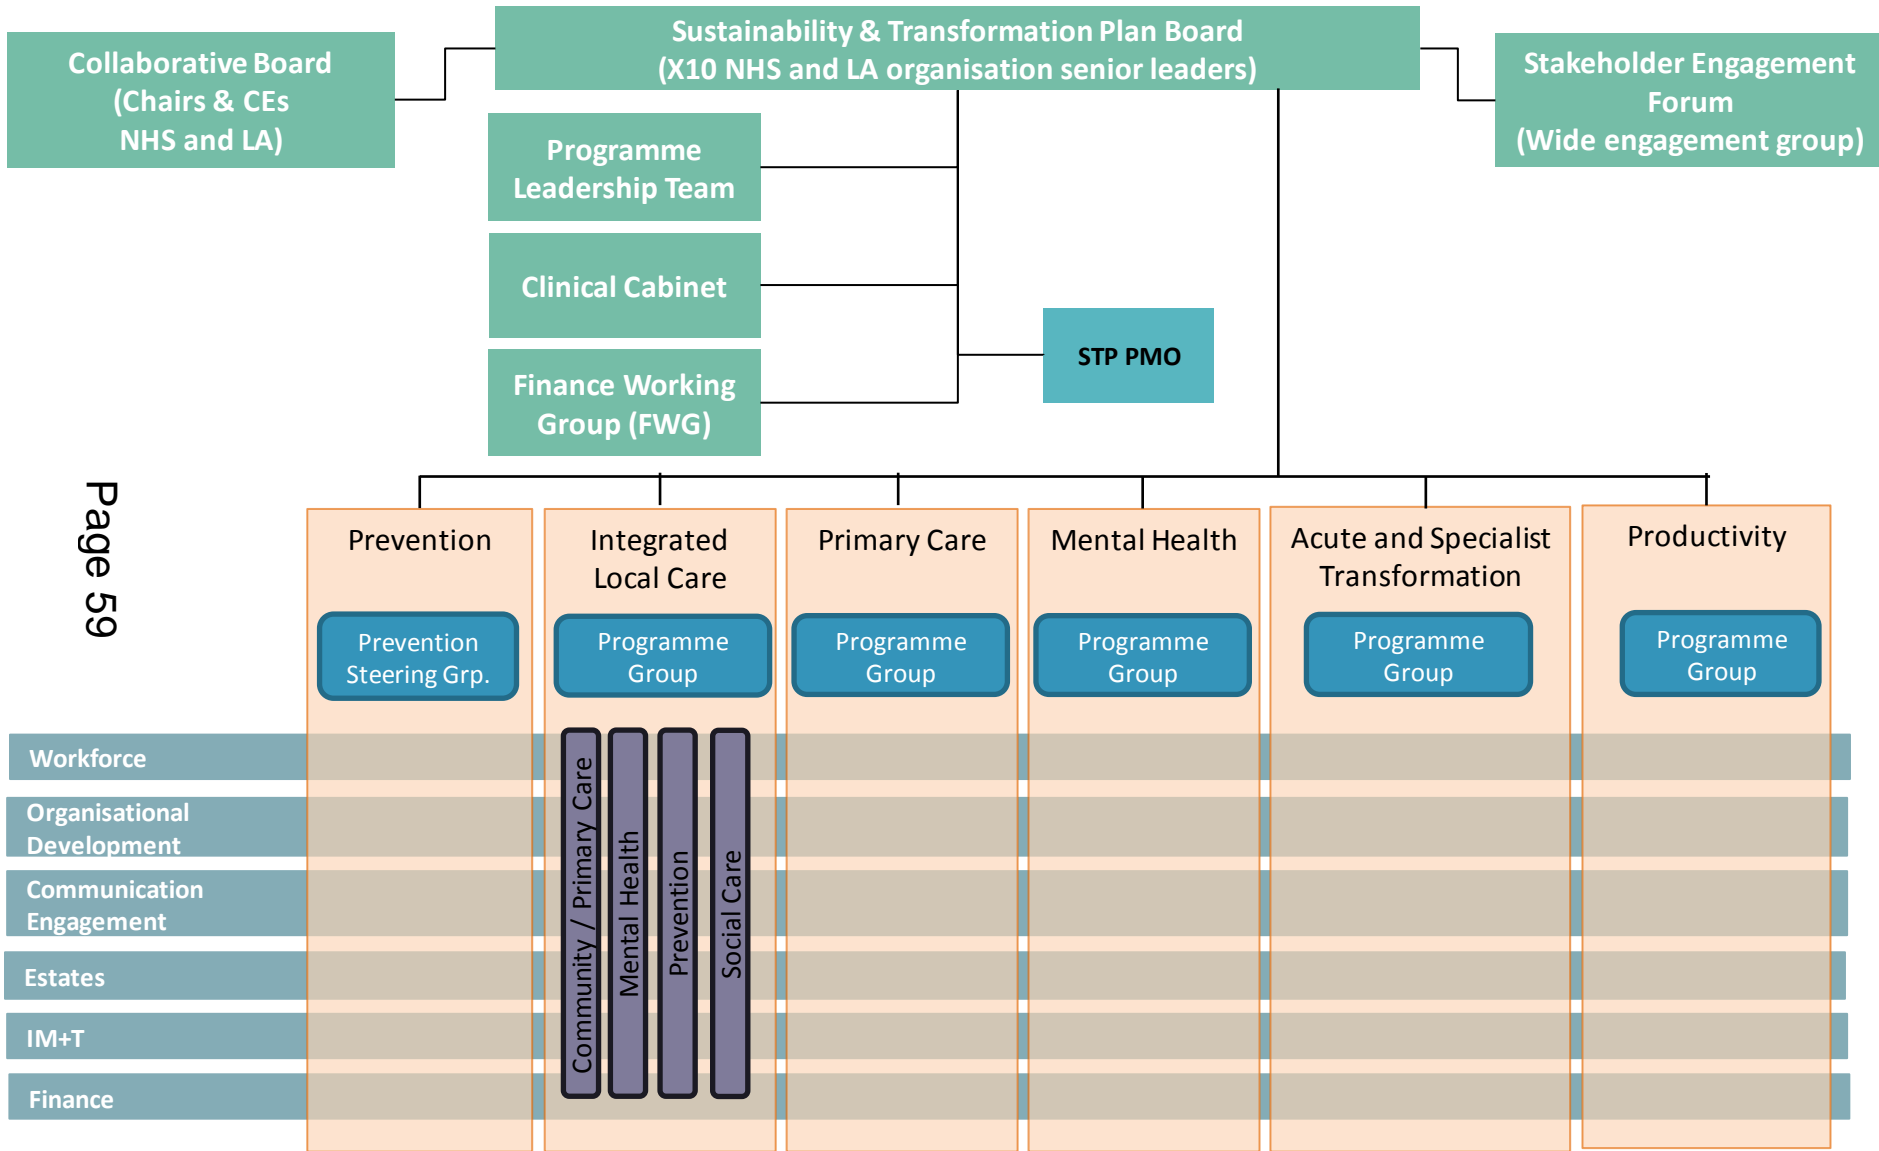 Sustainability & Transformation Plan Board
(X10 NHS and LA organisation senior leaders)
Collaborative Board
(Chairs & CEs
NHS and LA)
Stakeholder Engagement
Forum
(Wide engagement group)
Programme
Leadership Team
Clinical Cabinet
Finance Working
Group (FWG)
STP PMO
Page 59
Prevention
Integrated
Local Care
Primary Care
Mental Health
Acute and Specialist
Transformation
Productivity
Prevention
Steering Grp.
Programme
Group
Programme
Group
Programme
Group
Programme
Group
Programme
Group
Workforce
Organisational
Development
Communication
Engagement
Estates
IM+T
Finance
Community / Primary Care
Mental Health
Prevention
Social Care